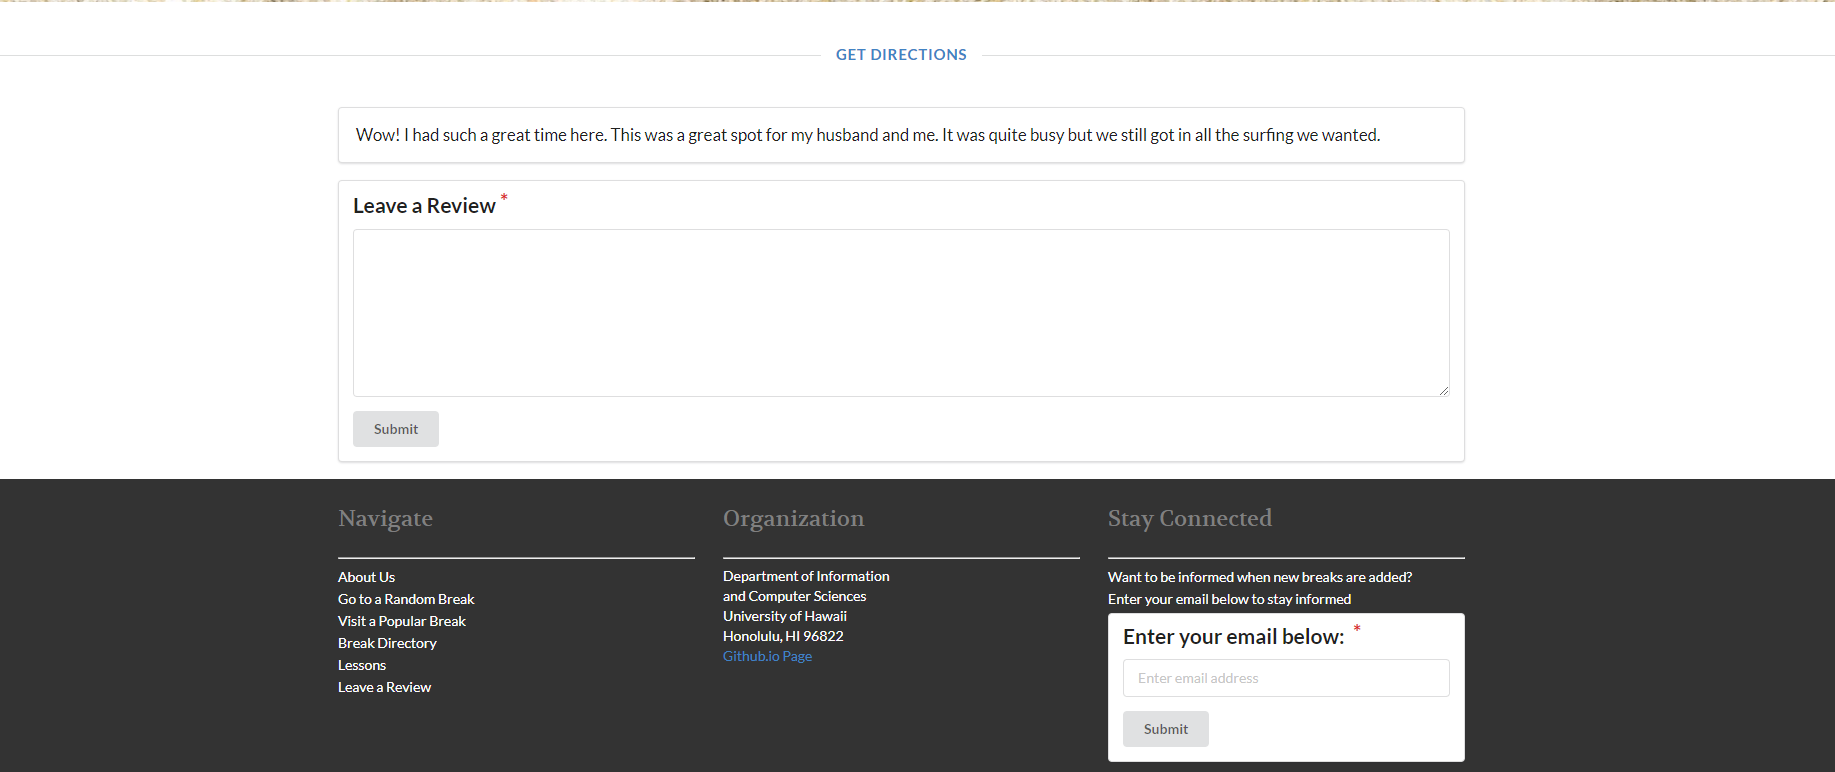 GET DIRECTIONS
Wow! I had such a great time here. This was a great spot for my husband and me. It was quite busy but we still got in all the surfing we wanted.
Leave a Review *
Submit
Navigate
About Us
Go to a Random Break
Visit a Popular Break
Break Directory
Lessons
Leave a Review
Organization
Department of Information
and Computer Sciences
University of Hawaii
Honolulu, HI 96822
Github.io Page
Stay Connected
Want to be informed when new breaks are added?
Enter your email below to stay informed
Enter your email below: *
Enter email address
Submit